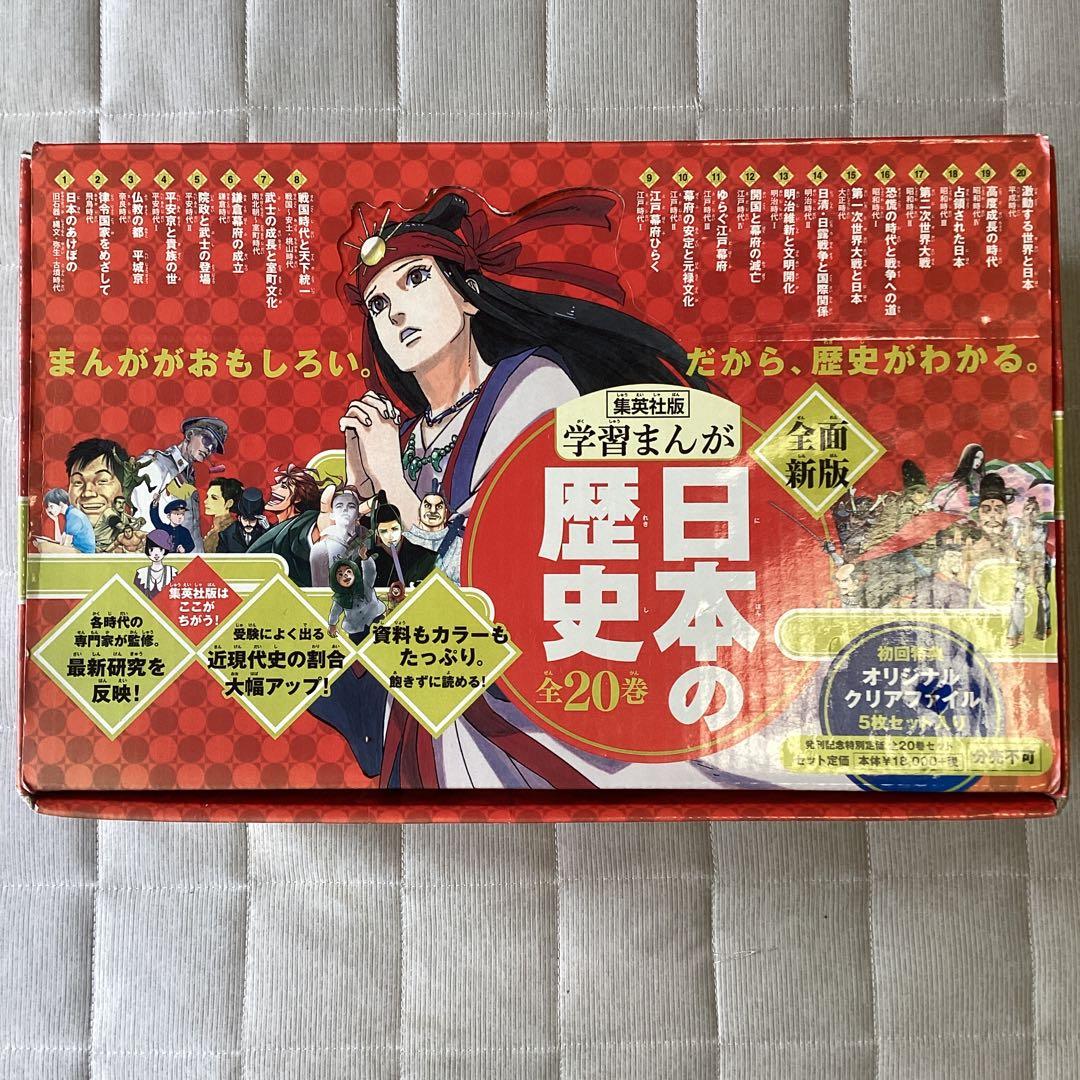 1
日本のあけぼの
旧石器・縄文・弥生・古墳時代
2
律令国家をめざして
飛鳥時代
3
仏教の都 平城京
奈良時代
4
平安京と貴族の世
平安時代Ⅰ
5
院政と武士の登場
平安時代Ⅱ
6
鎌倉幕府の成立
鎌倉時代
7
武士の成長と室町文化
南北朝〜室町時代
8
戦国時代と天下統一
戦国〜安土・桃山時代
9
江戸幕府ひらく
江戸時代Ⅰ
10
幕府の安定と元禄文化
江戸時代Ⅱ
11
ゆらぐ江戸幕府
江戸時代Ⅲ
12
開国と幕府の滅亡
江戸時代Ⅳ
13
明治維新と文明開化
明治時代Ⅰ
14
日清・日露戦争と国際関係
明治時代Ⅱ
15
第一次世界大戦と日本
大正時代
16
恐慌の時代と戦争への道
昭和時代Ⅰ
17
第二次世界大戦
昭和時代Ⅱ
18
占領された日本
昭和時代Ⅲ
19
高度成長の時代
昭和時代Ⅳ
20
激動する世界と日本
平成時代
まんががおもしろい。
だから、歴史がわかる。
集英社版
学習まんが
日本の
歴史
全20巻
全面
新版
集英社版は
ここが
ちがう!
各時代の
専門家が監修。
最新研究を
反映!
受験によく出る
近現代史の割合
大幅アップ!
資料もカラーも
たっぷり。
飽きずに読める!
初回特典
オリジナル
クリアファイル
5枚セット入り
発刊記念特別定価 全20巻セット
セット定価 本体¥18,000+税
分売不可